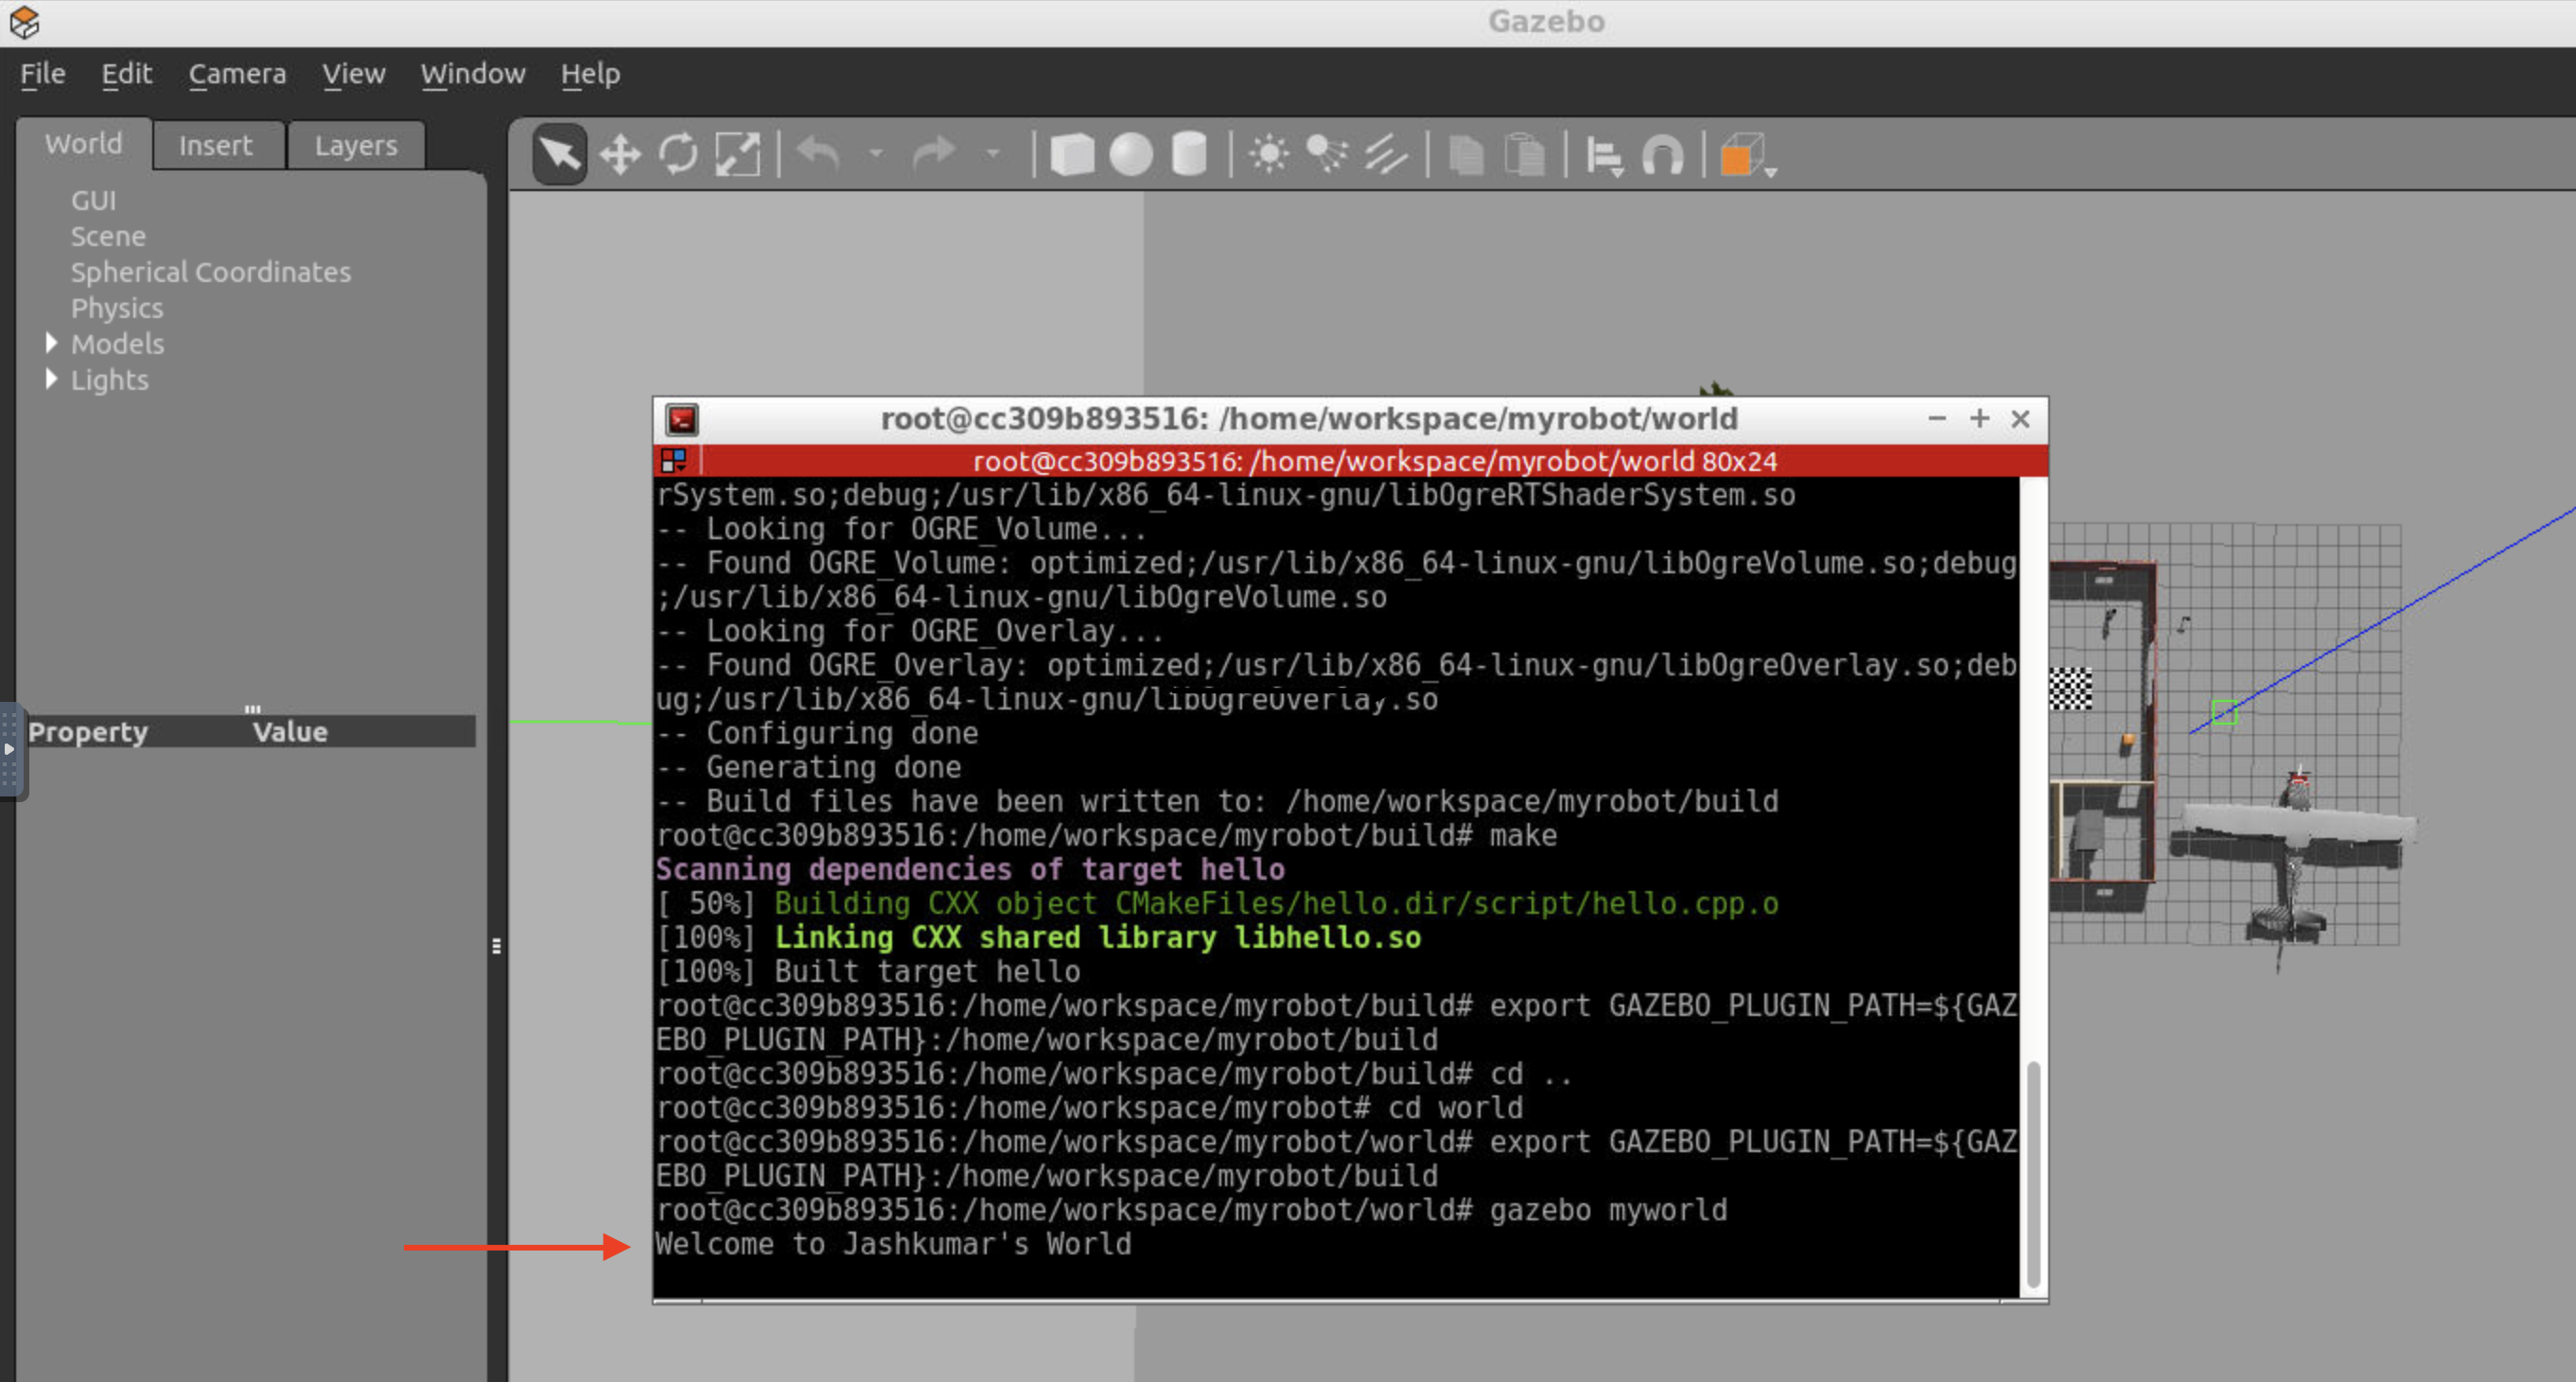 Gazebo
File Edit Camera View Window Help
World Insert Layers
GUI
Scene
Spherical Coordinates
Physics
Models
Lights
Property Value
root@cc309b893516: /home/workspace/myrobot/world
root@cc309b893516: /home/workspace/myrobot/world 80x24
rSystem.so;debug;/usr/lib/x86_64-linux-gnu/libOgreRTShaderSystem.so
-- Looking for OGRE_Volume...
-- Found OGRE_Volume: optimized;/usr/lib/x86_64-linux-gnu/libOgreVolume.so;debug
;/usr/lib/x86_64-linux-gnu/libOgreVolume.so
-- Looking for OGRE_Overlay...
-- Found OGRE_Overlay: optimized;/usr/lib/x86_64-linux-gnu/libOgreOverlay.so;deb
ug;/usr/lib/x86_64-linux-gnu/libOgreOverlay.so
-- Configuring done
-- Generating done
-- Build files have been written to: /home/workspace/myrobot/build
root@cc309b893516:/home/workspace/myrobot/build# make
Scanning dependencies of target hello
[ 50%] Building CXX object CMakeFiles/hello.dir/script/hello.cpp.o
[100%] Linking CXX shared library libhello.so
[100%] Built target hello
root@cc309b893516:/home/workspace/myrobot/build# export GAZEBO_PLUGIN_PATH=${GAZ
EBO_PLUGIN_PATH}:/home/workspace/myrobot/build
root@cc309b893516:/home/workspace/myrobot/build# cd ..
root@cc309b893516:/home/workspace/myrobot# cd world
root@cc309b893516:/home/workspace/myrobot/world# export GAZEBO_PLUGIN_PATH=${GAZ
EBO_PLUGIN_PATH}:/home/workspace/myrobot/build
root@cc309b893516:/home/workspace/myrobot/world# gazebo myworld
Welcome to Jashkumar's World